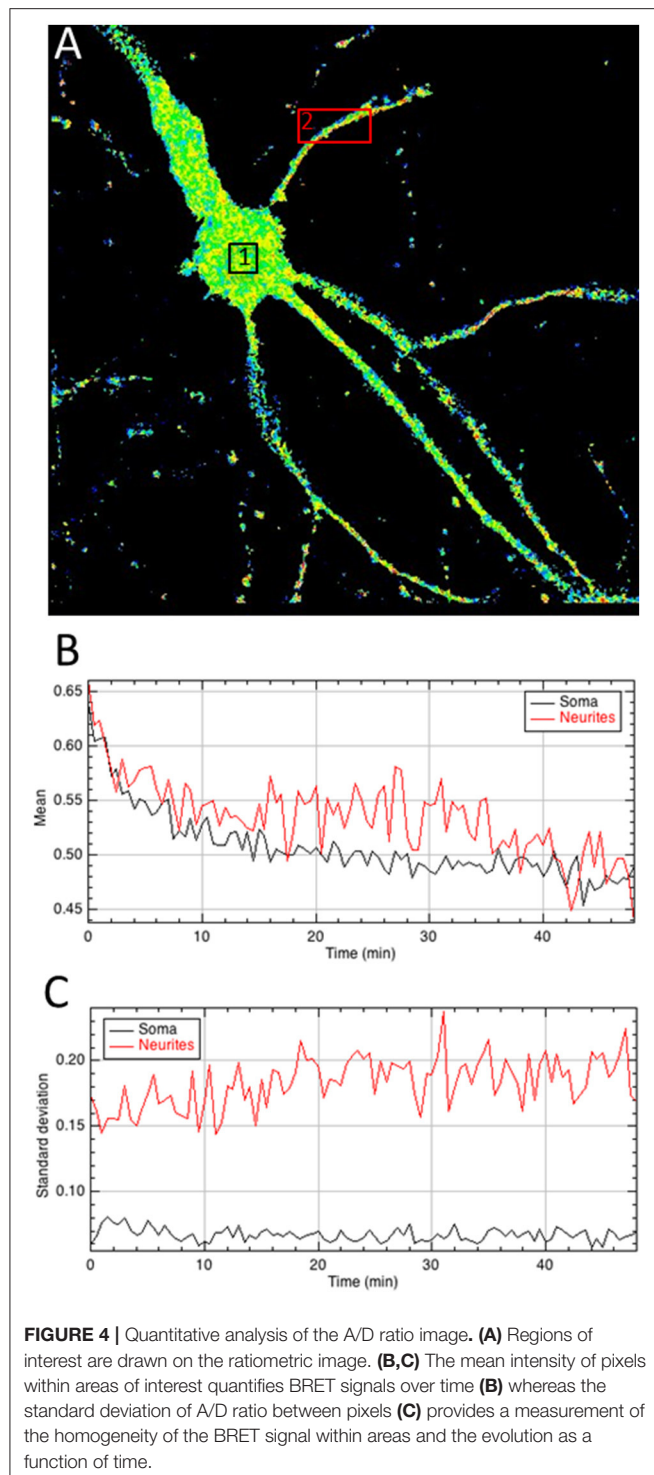 A
2
1
B
0.65
0.60
0.55
0.50
0.45
Mean
Soma
Neurites
0 10 20 30 40
Time (min)
C
Soma
Neurites
0.20
0.15
0.10
Standard deviation
0 10 20 30 40
Time (min)
FIGURE 4 | Quantitative analysis of the A/D ratio image. (A) Regions of
interest are drawn on the ratiometric image. (B,C) The mean intensity of pixels
within areas of interest quantifies BRET signals over time (B) whereas the
standard deviation of A/D ratio between pixels (C) provides a measurement of
the homogeneity of the BRET signal within areas and the evolution as a
function of time.